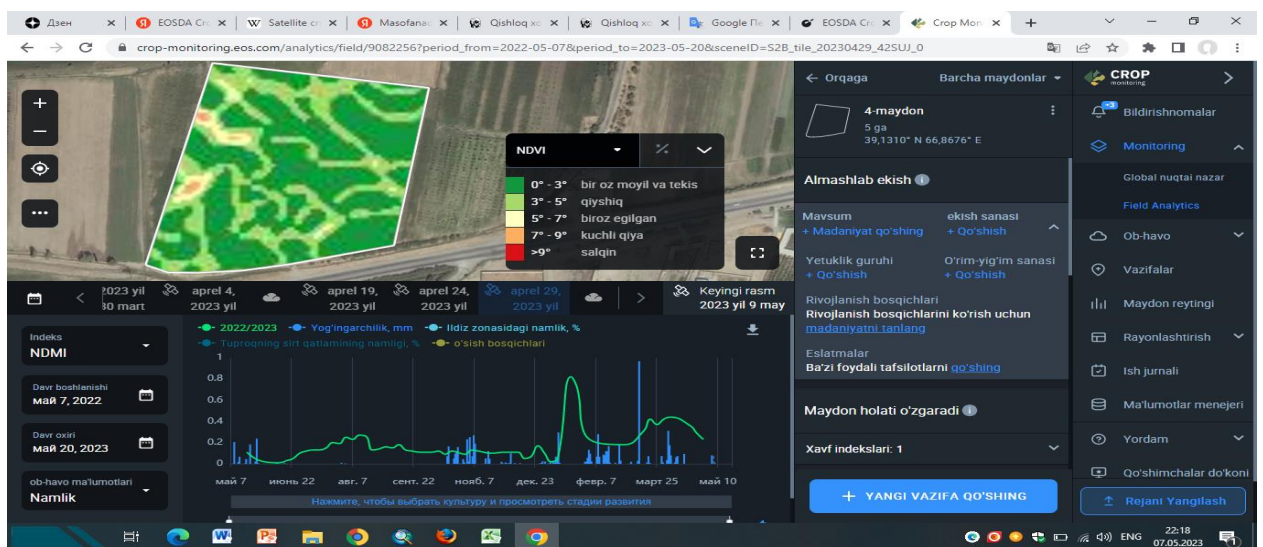 Дзен
EOSDA Cro
Satellite cr
Masofana
Qishloq xo
Qishloq xo
Google Пе
EOSDA Cro
Crop Moni
crop-monitoring.eos.com/analytics/field/9082256?period_from=2022-05-07&period_to=2023-05-20&sceneID=S2B_tile_20230429_42SUJ_0
NDVI
0° - 3° bir oz moyil va tekis
3° - 5° qiyshiq
5° - 7° biroz egilgan
7° - 9° kuchli qiya
>9° salqin
2023 yil
30 mart
aprel 4,
2023 yil
aprel 19,
2023 yil
aprel 24,
2023 yil
aprel 29,
2023 yil
Keyingi rasm
2023 yil 9 may
Indeks
NDMI
Davr boshlanishi
май 7, 2022
Davr oxiri
май 20, 2023
ob-havo ma'lumotlari
Namlik
2022/2023 Yog'ingarchilik, mm Ildiz zonasidagi namlik, %
Tuproqning sirt qatlamining namligi, % o'sish bosqichlari
1
0.8
0.6
0.4
0.2
0
май 7 июнь 22 авг. 7 сент. 22 нояб. 7 дек. 23 февр. 7 март 25 май 10
Нажмите, чтобы выбрать культуру и просмотреть стадии развития
Orqaga Barcha maydonlar
4-maydon
5 ga
39,1310° N 66,8676° E
Almashlab ekish
Mavsum ekish sanasi
+ Madaniyat qo'shing + Qo'shish
Yetuklik guruhi O'rim-yig'im sanasi
+ Qo'shish + Qo'shish
Rivojlanish bosqichlari
Rivojlanish bosqichlarini ko'rish uchun
madaniyatni tanlang
Eslatmalar
Ba'zi foydali tafsilotlarni qo'shing
Maydon holati o'zgaradi
Xavf indekslari: 1
+ YANGI VAZIFA QO'SHING
CROP
monitoring
+3
Bildirishnomalar
Monitoring
Global nuqtai nazar
Field Analytics
Ob-havo
Vazifalar
Maydon reytingi
Rayonlashtirish
Ish jurnali
Ma'lumotlar menejeri
Yordam
Qo'shimchalar do'koni
Rejani Yangilash
ENG
22:18
07.05.2023